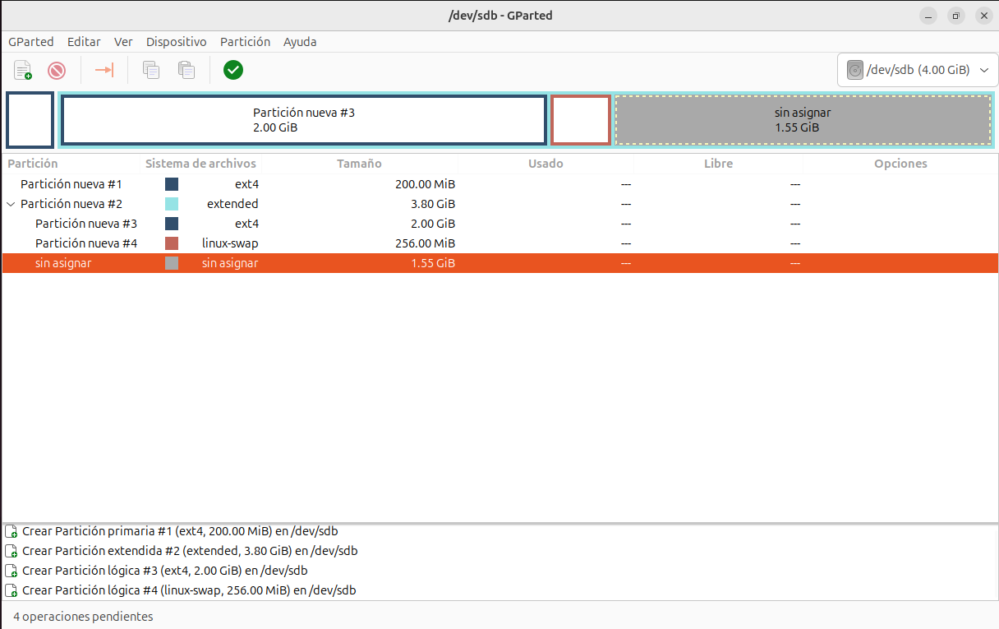 /dev/sdb - GParted
GParted Editar Ver Dispositivo Partición Ayuda
/dev/sdb (4.00 GiB)
Partición nueva #3
2.00 GiB
sin asignar
1.55 GiB
Partición Sistema de archivos Tamaño Usado Libre Opciones
Partición nueva #1 ext4 200.00 MiB --- ---
Partición nueva #2 extended 3.80 GiB --- ---
Partición nueva #3 ext4 2.00 GiB --- ---
Partición nueva #4 linux-swap 256.00 MiB --- ---
sin asignar sin asignar 1.55 GiB --- ---
Crear Partición primaria #1 (ext4, 200.00 MiB) en /dev/sdb
Crear Partición extendida #2 (extended, 3.80 GiB) en /dev/sdb
Crear Partición lógica #3 (ext4, 2.00 GiB) en /dev/sdb
Crear Partición lógica #4 (linux-swap, 256.00 MiB) en /dev/sdb
4 operaciones pendientes